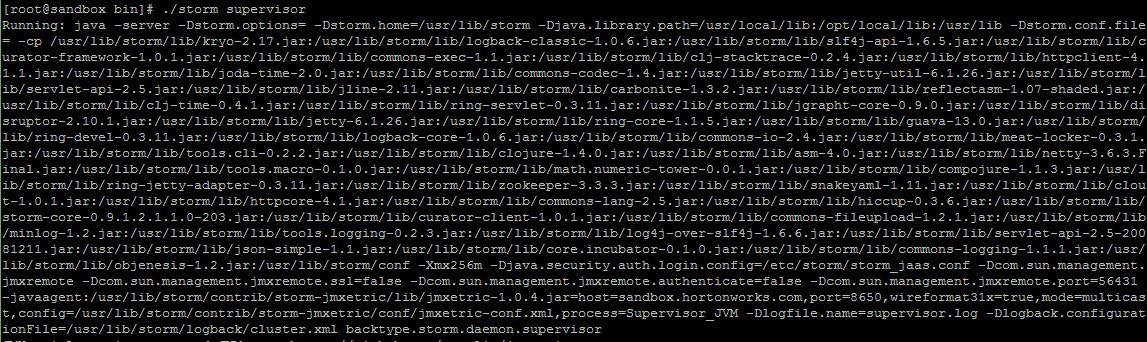 [root@sandbox bin]# ./storm supervisor
Running: java -server -Dstorm.options= -Dstorm.home=/usr/lib/storm -Djava.library.path=/usr/local/lib:/opt/local/lib:/usr/lib -Dstorm.conf.file
= -cp /usr/lib/storm/lib/kryo-2.17.jar:/usr/lib/storm/lib/logback-classic-1.0.6.jar:/usr/lib/storm/lib/slf4j-api-1.6.5.jar:/usr/lib/storm/lib/c
urator-framework-1.0.1.jar:/usr/lib/storm/lib/commons-exec-1.1.jar:/usr/lib/storm/lib/clj-stacktrace-0.2.4.jar:/usr/lib/storm/lib/httpclient-4.
1.1.jar:/usr/lib/storm/lib/joda-time-2.0.jar:/usr/lib/storm/lib/commons-codec-1.4.jar:/usr/lib/storm/lib/jetty-util-6.1.26.jar:/usr/lib/storm/l
ib/servlet-api-2.5.jar:/usr/lib/storm/lib/jline-2.11.jar:/usr/lib/storm/lib/carbonite-1.3.2.jar:/usr/lib/storm/lib/reflectasm-1.07-shaded.jar:/
usr/lib/storm/lib/clj-time-0.4.1.jar:/usr/lib/storm/lib/ring-servlet-0.3.11.jar:/usr/lib/storm/lib/jgrapht-core-0.9.0.jar:/usr/lib/storm/lib/di
sruptor-2.10.1.jar:/usr/lib/storm/lib/jetty-6.1.26.jar:/usr/lib/storm/lib/ring-core-1.1.5.jar:/usr/lib/storm/lib/guava-13.0.jar:/usr/lib/storm/
lib/ring-devel-0.3.11.jar:/usr/lib/storm/lib/logback-core-1.0.6.jar:/usr/lib/storm/lib/commons-io-2.4.jar:/usr/lib/storm/lib/meat-locker-0.3.1.
jar:/usr/lib/storm/lib/tools.cli-0.2.2.jar:/usr/lib/storm/lib/clojure-1.4.0.jar:/usr/lib/storm/lib/asm-4.0.jar:/usr/lib/storm/lib/netty-3.6.3.F
inal.jar:/usr/lib/storm/lib/tools.macro-0.1.0.jar:/usr/lib/storm/lib/math.numeric-tower-0.0.1.jar:/usr/lib/storm/lib/compojure-1.1.3.jar:/usr/l
ib/storm/lib/ring-jetty-adapter-0.3.11.jar:/usr/lib/storm/lib/zookeeper-3.3.3.jar:/usr/lib/storm/lib/snakeyaml-1.11.jar:/usr/lib/storm/lib/clou
t-1.0.1.jar:/usr/lib/storm/lib/httpcore-4.1.jar:/usr/lib/storm/lib/commons-lang-2.5.jar:/usr/lib/storm/lib/hiccup-0.3.6.jar:/usr/lib/storm/lib/
storm-core-0.9.1.2.1.1.0-203.jar:/usr/lib/storm/lib/curator-client-1.0.1.jar:/usr/lib/storm/lib/commons-fileupload-1.2.1.jar:/usr/lib/storm/lib
/minlog-1.2.jar:/usr/lib/storm/lib/tools.logging-0.2.3.jar:/usr/lib/storm/lib/log4j-over-slf4j-1.6.6.jar:/usr/lib/storm/lib/servlet-api-2.5-200
81211.jar:/usr/lib/storm/lib/json-simple-1.1.jar:/usr/lib/storm/lib/core.incubator-0.1.0.jar:/usr/lib/storm/lib/commons-logging-1.1.1.jar:/usr/
lib/storm/lib/objenesis-1.2.jar:/usr/lib/storm/conf -Xmx256m -Djava.security.auth.login.config=/etc/storm/storm_jaas.conf -Dcom.sun.management.
jmxremote -Dcom.sun.management.jmxremote.ssl=false -Dcom.sun.management.jmxremote.authenticate=false -Dcom.sun.management.jmxremote.port=56431
-javaagent:/usr/lib/storm/contrib/storm-jmxetric/lib/jmxetric-1.0.4.jar=host=sandbox.hortonworks.com,port=8650,wireformat31x=true,mode=multicas
t,config=/usr/lib/storm/contrib/storm-jmxetric/conf/jmxetric-conf.xml,process=Supervisor_JVM -Dlogfile.name=supervisor.log -Dlogback.configurat
ionFile=/usr/lib/storm/logback/cluster.xml backtype.storm.daemon.supervisor